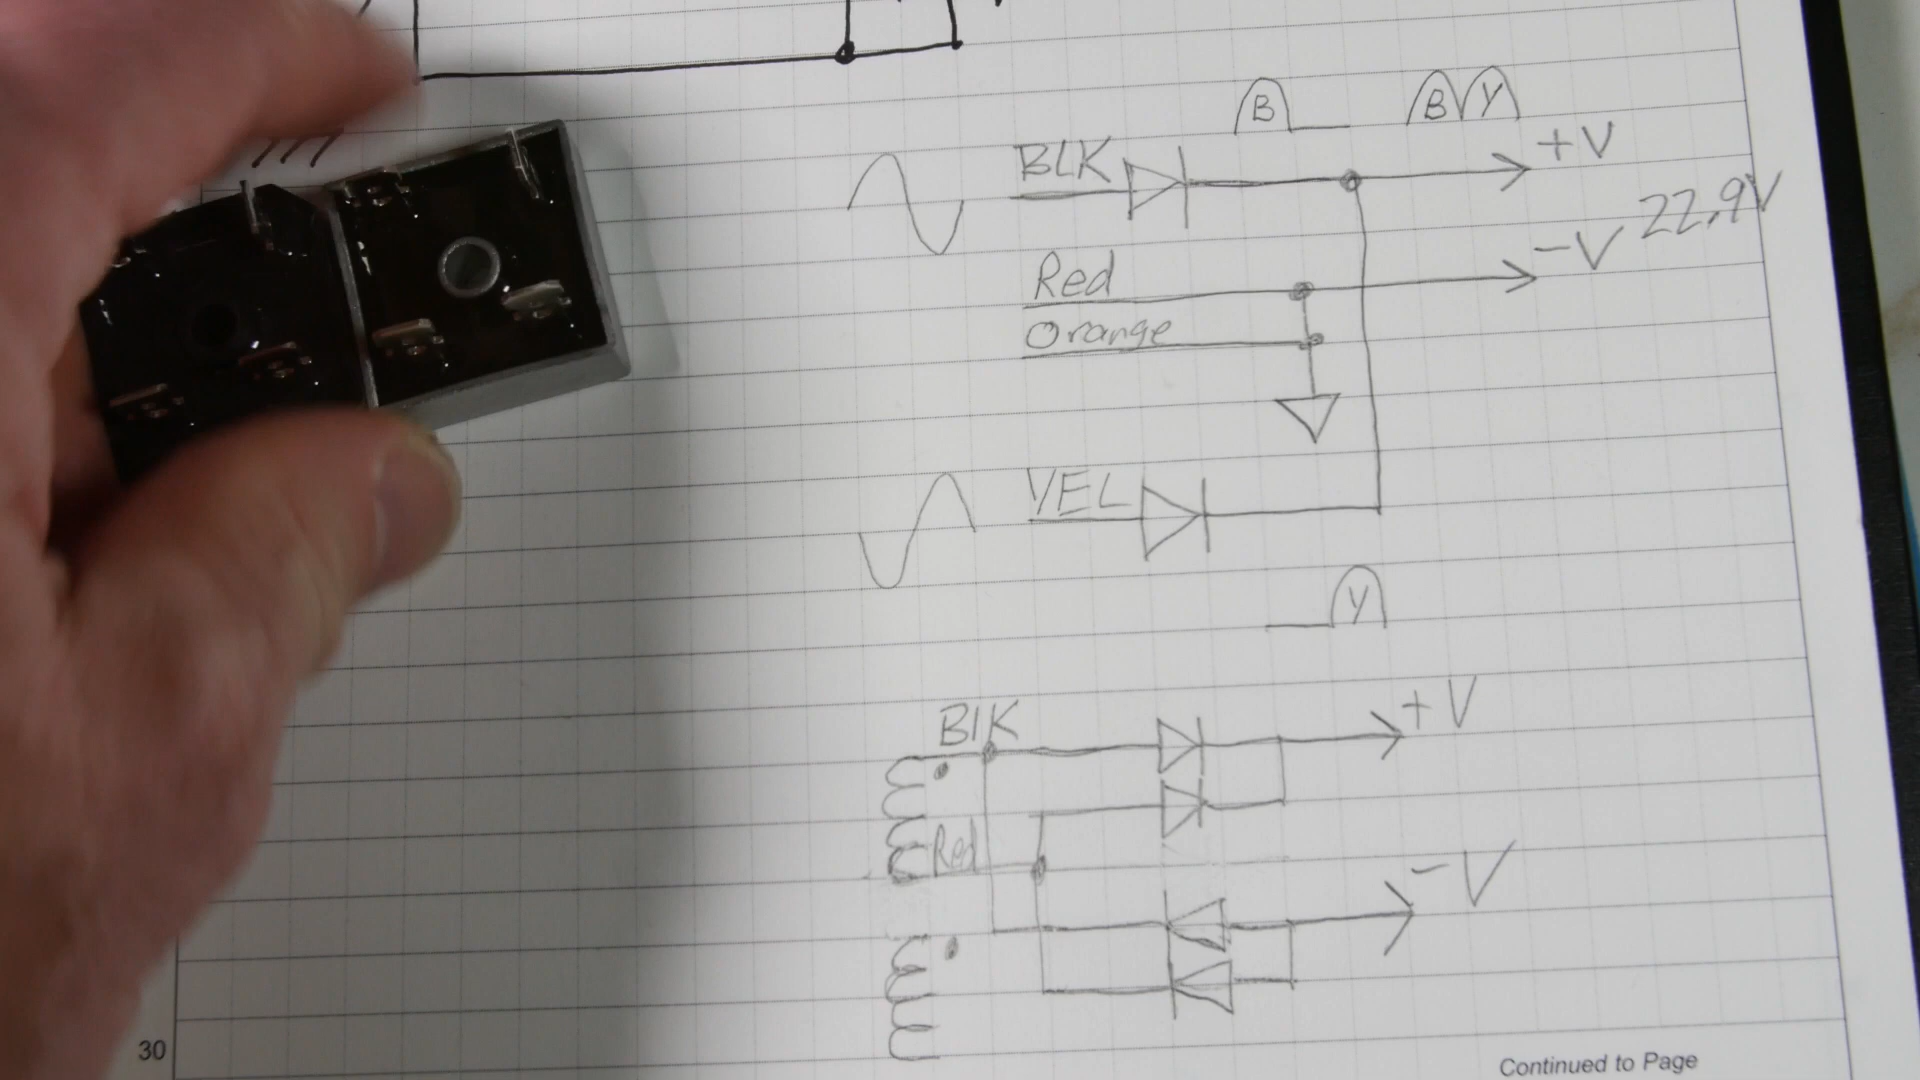 B
B Y
BLK
+V
22.9V
Red
-V
Orange
YEL
Y
BlK
+V
Red
-V
30
Continued to Page